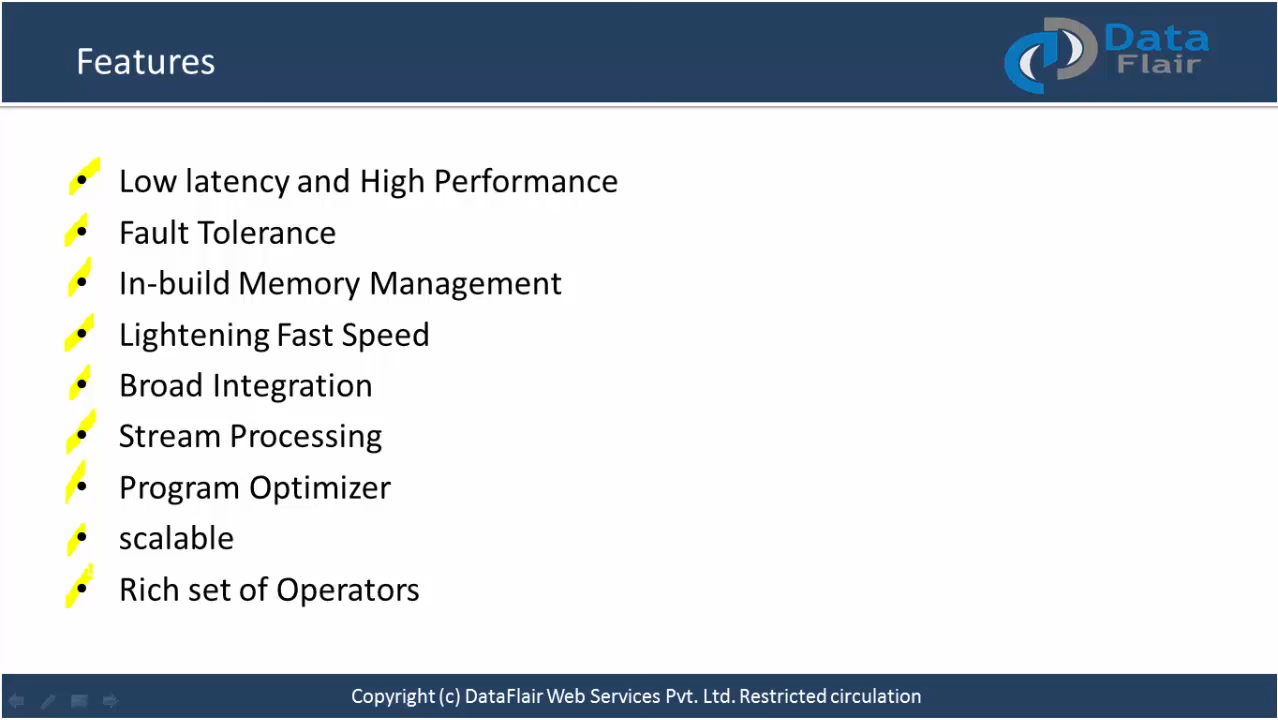 Features
Data
Flair
• Low latency and High Performance
• Fault Tolerance
• In-build Memory Management
• Lightening Fast Speed
• Broad Integration
• Stream Processing
• Program Optimizer
• scalable
• Rich set of Operators
Copyright (c) DataFlair Web Services Pvt. Ltd. Restricted circulation